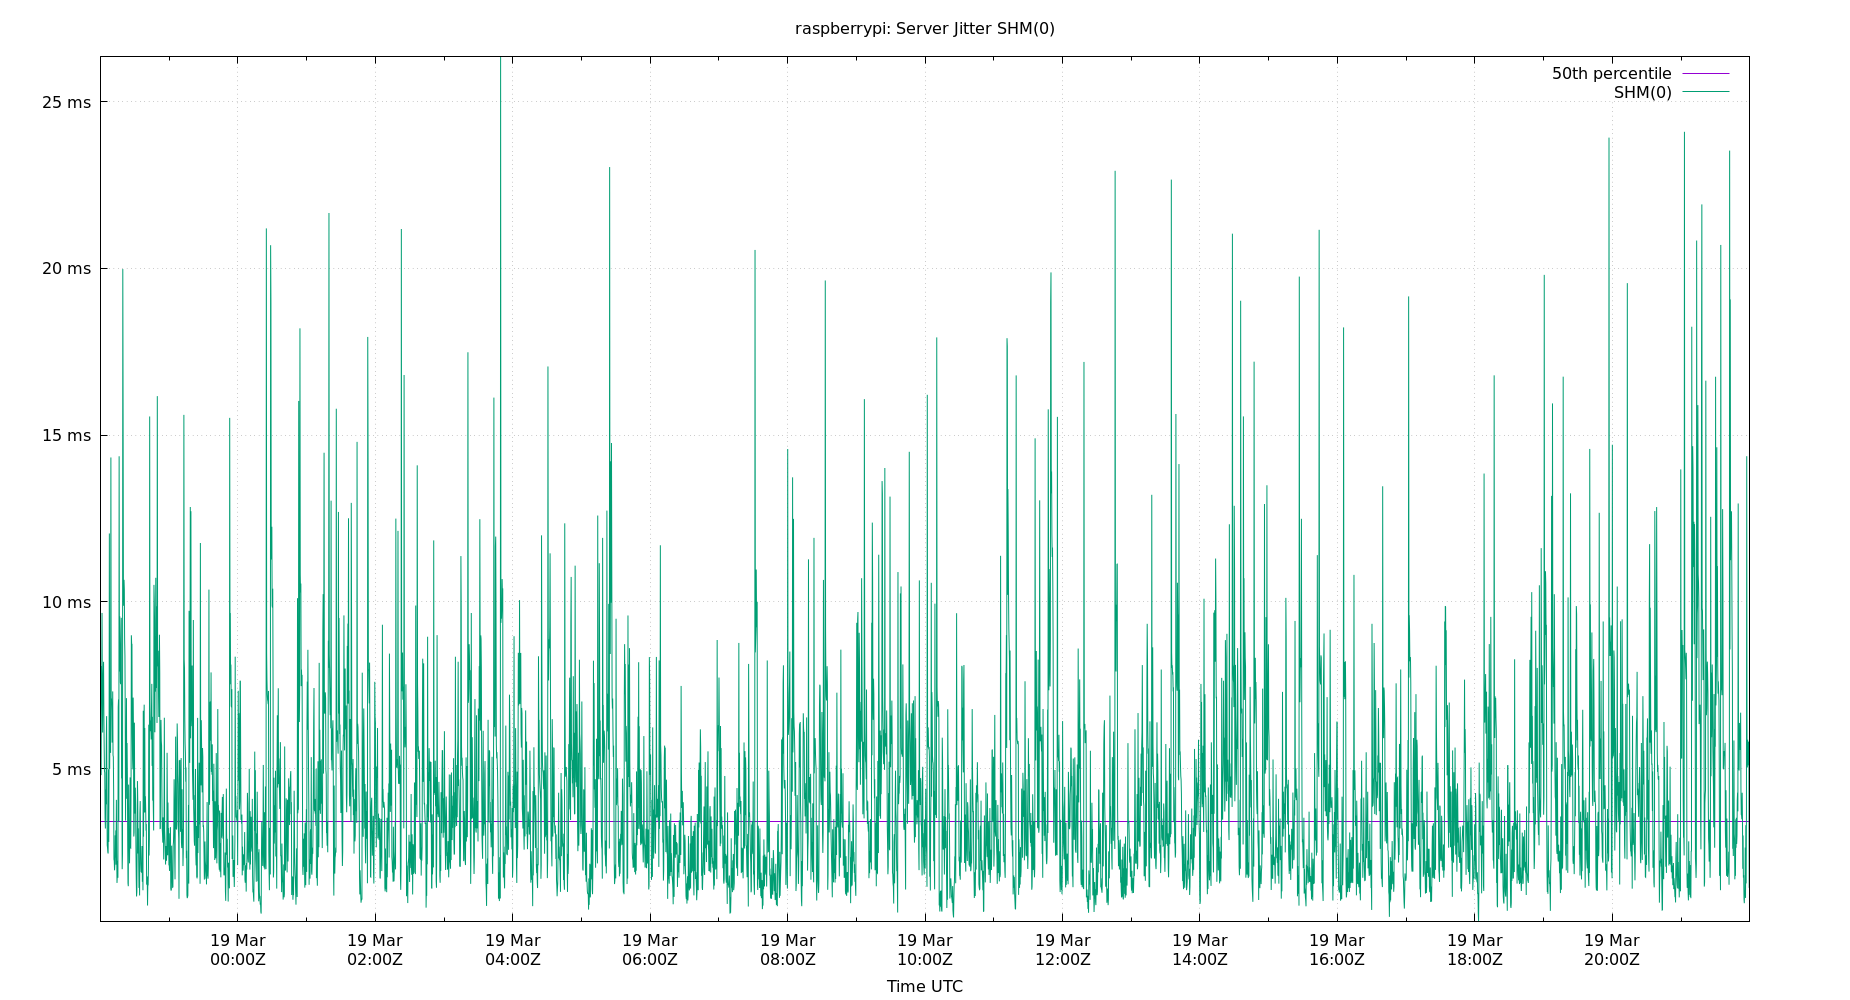 raspberrypi: Server Jitter SHM(0)
50th percentile
SHM(0)
25 ms
20 ms
15 ms
10 ms
5 ms
19 Mar 19 Mar 19 Mar 19 Mar 19 Mar 19 Mar 19 Mar 19 Mar 19 Mar 19 Mar 19 Mar
00:00Z 02:00Z 04:00Z 06:00Z 08:00Z 10:00Z 12:00Z 14:00Z 16:00Z 18:00Z 20:00Z
Time UTC